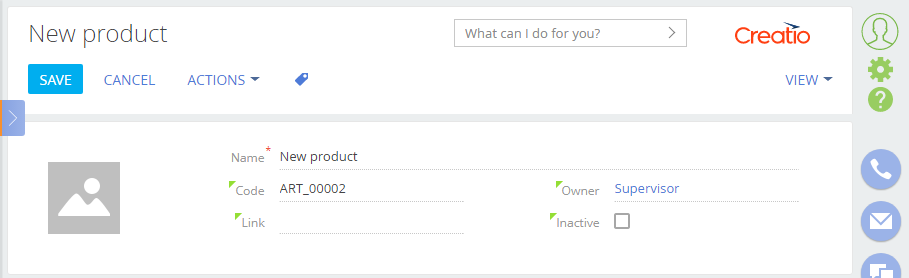 New product
What can I do for you?
Creatio
SAVE
CANCEL
ACTIONS
VIEW
?
Name* New product
Code ART_00002
Owner Supervisor
Link
Inactive